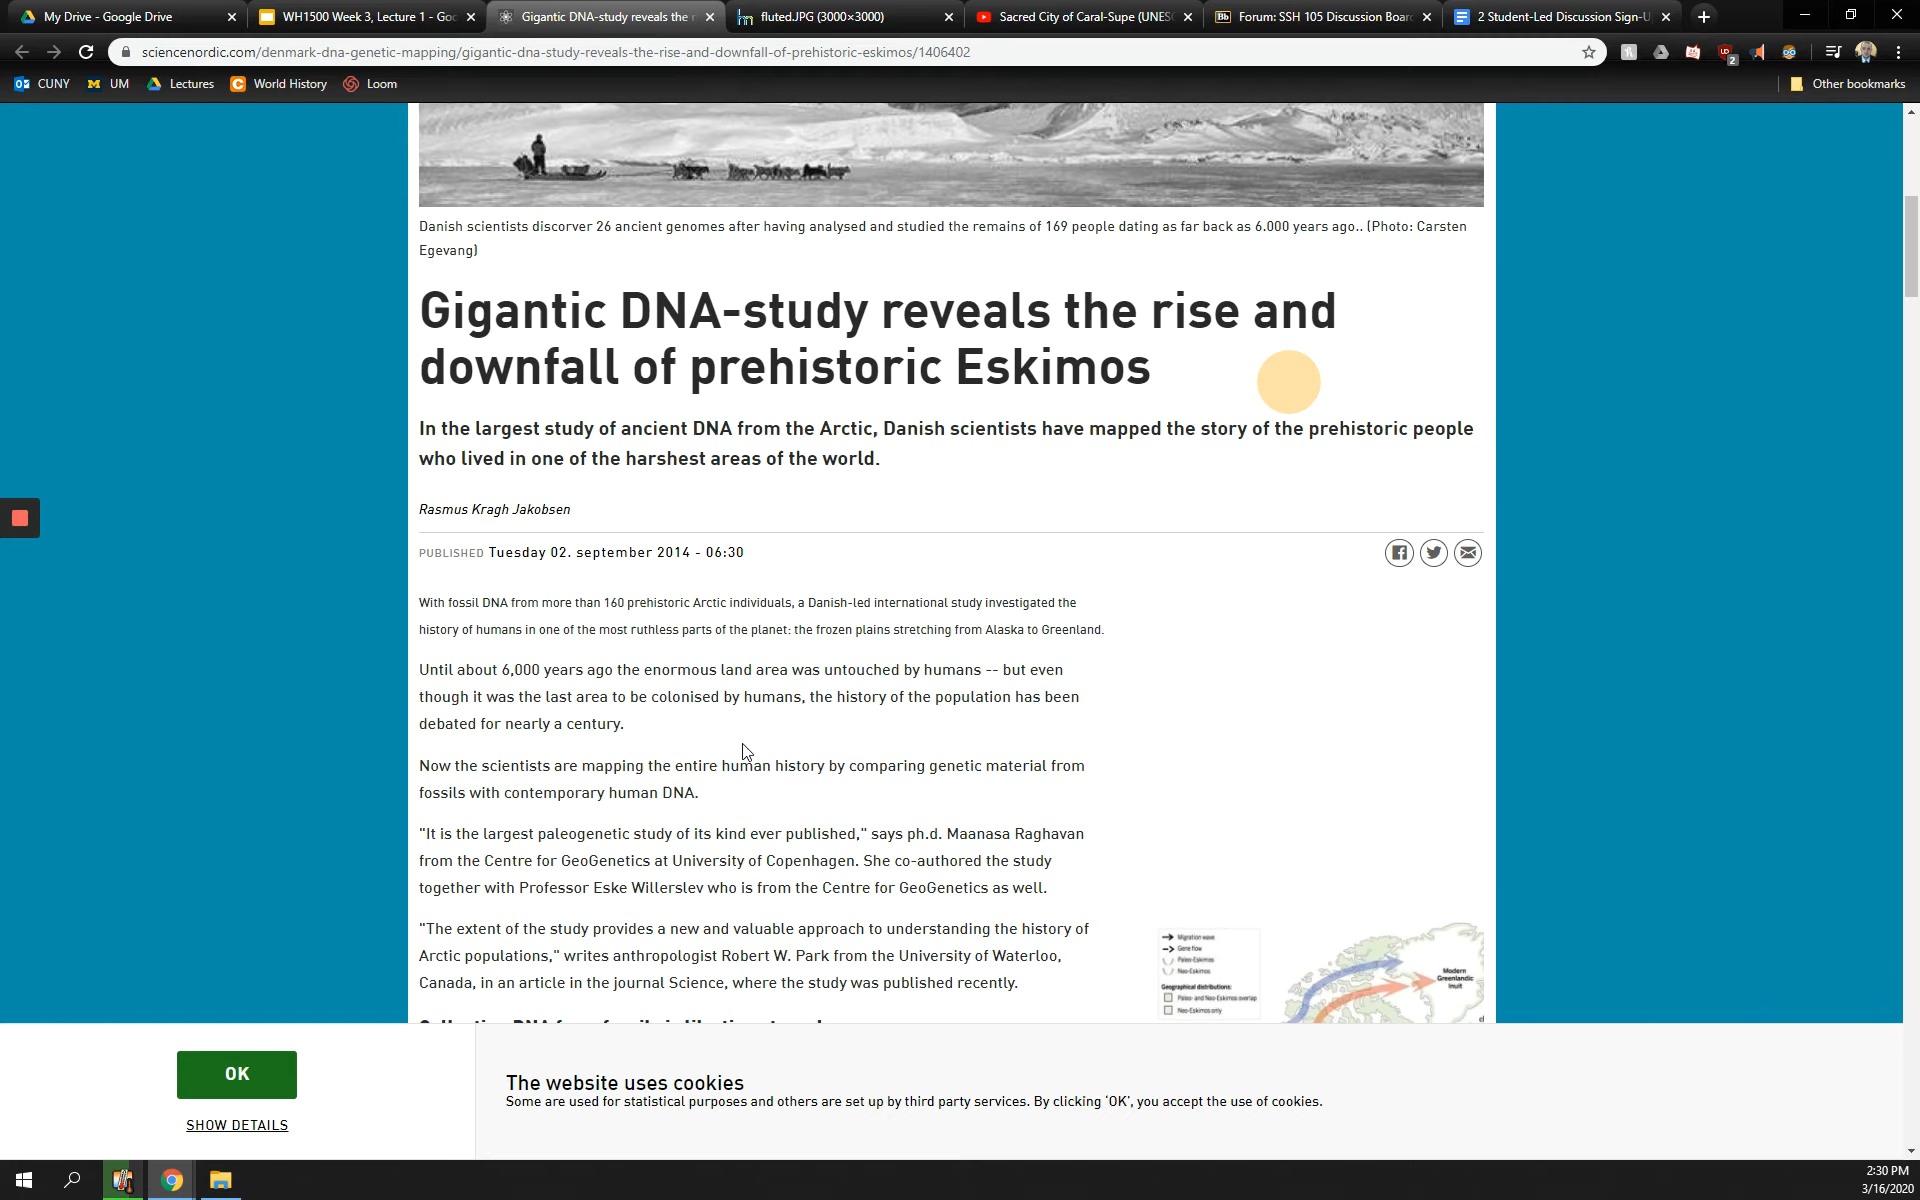 My Drive - Google Drive
WH1500 Week 3, Lecture 1 - Goo
Gigantic DNA-study reveals the r
fluted.JPG (3000×3000)
Sacred City of Caral-Supe (UNES
Forum: SSH 105 Discussion Board
2 Student-Led Discussion Sign-U
sciencenordic.com/denmark-dna-genetic-mapping/gigantic-dna-study-reveals-the-rise-and-downfall-of-prehistoric-eskimos/1406402
2
CUNY
UM
Lectures
World History
Loom
Other bookmarks
Danish scientists discorver 26 ancient genomes after having analysed and studied the remains of 169 people dating as far back as 6.000 years ago.. (Photo: Carsten
Egevang)
Gigantic DNA-study reveals the rise and
downfall of prehistoric Eskimos
In the largest study of ancient DNA from the Arctic, Danish scientists have mapped the story of the prehistoric people
who lived in one of the harshest areas of the world.
Rasmus Kragh Jakobsen
PUBLISHED Tuesday 02. september 2014 - 06:30
With fossil DNA from more than 160 prehistoric Arctic individuals, a Danish-led international study investigated the
history of humans in one of the most ruthless parts of the planet: the frozen plains stretching from Alaska to Greenland.
Until about 6,000 years ago the enormous land area was untouched by humans -- but even
though it was the last area to be colonised by humans, the history of the population has been
debated for nearly a century.
Now the scientists are mapping the entire human history by comparing genetic material from
fossils with contemporary human DNA.
"It is the largest paleogenetic study of its kind ever published," says ph.d. Maanasa Raghavan
from the Centre for GeoGenetics at University of Copenhagen. She co-authored the study
together with Professor Eske Willerslev who is from the Centre for GeoGenetics as well.
"The extent of the study provides a new and valuable approach to understanding the history of
Arctic populations," writes anthropologist Robert W. Park from the University of Waterloo,
Canada, in an article in the journal Science, where the study was published recently.
Migration wave
Gene flow
Paleo-Eskimos
Neo-Eskimos
Geographical distributions:
Paleo- and Neo-Eskimos overlap
Neo-Eskimos only
Modern
Greenlandic
Inuit
OK
SHOW DETAILS
The website uses cookies
Some are used for statistical purposes and others are set up by third party services. By clicking 'OK', you accept the use of cookies.
2:30 PM
3/16/2020